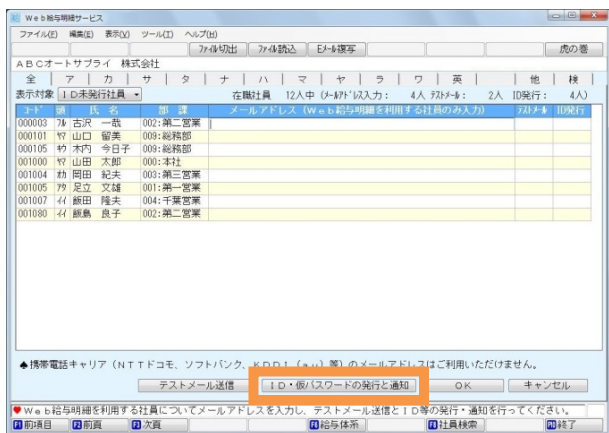 Web給与明細サービス
ファイル(F) 編集(E) 表示(V) ツール(T) ヘルプ(H)
ファイル切出 ファイル読込 Eメール複写 虎の巻
ABCオートサプライ 株式会社
全 ア カ サ タ ナ ハ マ ヤ ラ ワ 英 他 検
表示対象 ID未発行社員 在職社員 12人中 (メールアドレス入力: 4人 テストメール: 2人 ID発行: 4人)
コード 頭 氏 名 部 課 メールアドレス (Web給与明細を利用する社員のみ入力) テストメール ID発行
000003 フル 古沢 一哉 002:第二営業
000101 ヤマ 山口 留美 009:総務部
000105 キウ 木内 今日子 009:総務部
001000 ヤマ 山田 太郎 000:本社
001004 オカ 岡田 紀夫 003:第三営業
001005 アタ 足立 文雄 001:第一営業
001007 イイ 飯田 隆夫 004:千葉営業
001080 イイ 飯島 良子 002:第二営業
♠携帯電話キャリア(NTTドコモ、ソフトバンク、KDDI(au)等)のメールアドレスはご利用いただけません。
テストメール送信 ID・仮パスワードの発行と通知 OK キャンセル
♥Web給与明細を利用する社員についてメールアドレスを入力し、テストメール送信とID等の発行・通知を行ってください。
前項目 前頁 次頁 給与体系 社員検索 終了